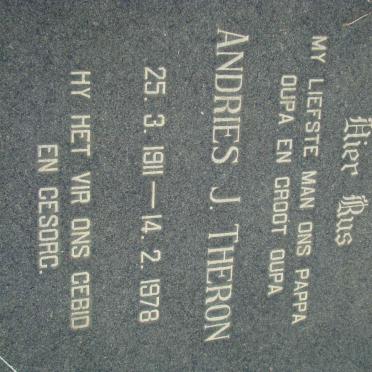 Hier Rus
MY LIEFSTE MAN ONS PAPPA
OUPA EN GROOT OUPA
ANDRIES J. THERON
25. 3. 1911 — 14. 2. 1978
HY HET VIR ONS GEBID
EN GESORG.